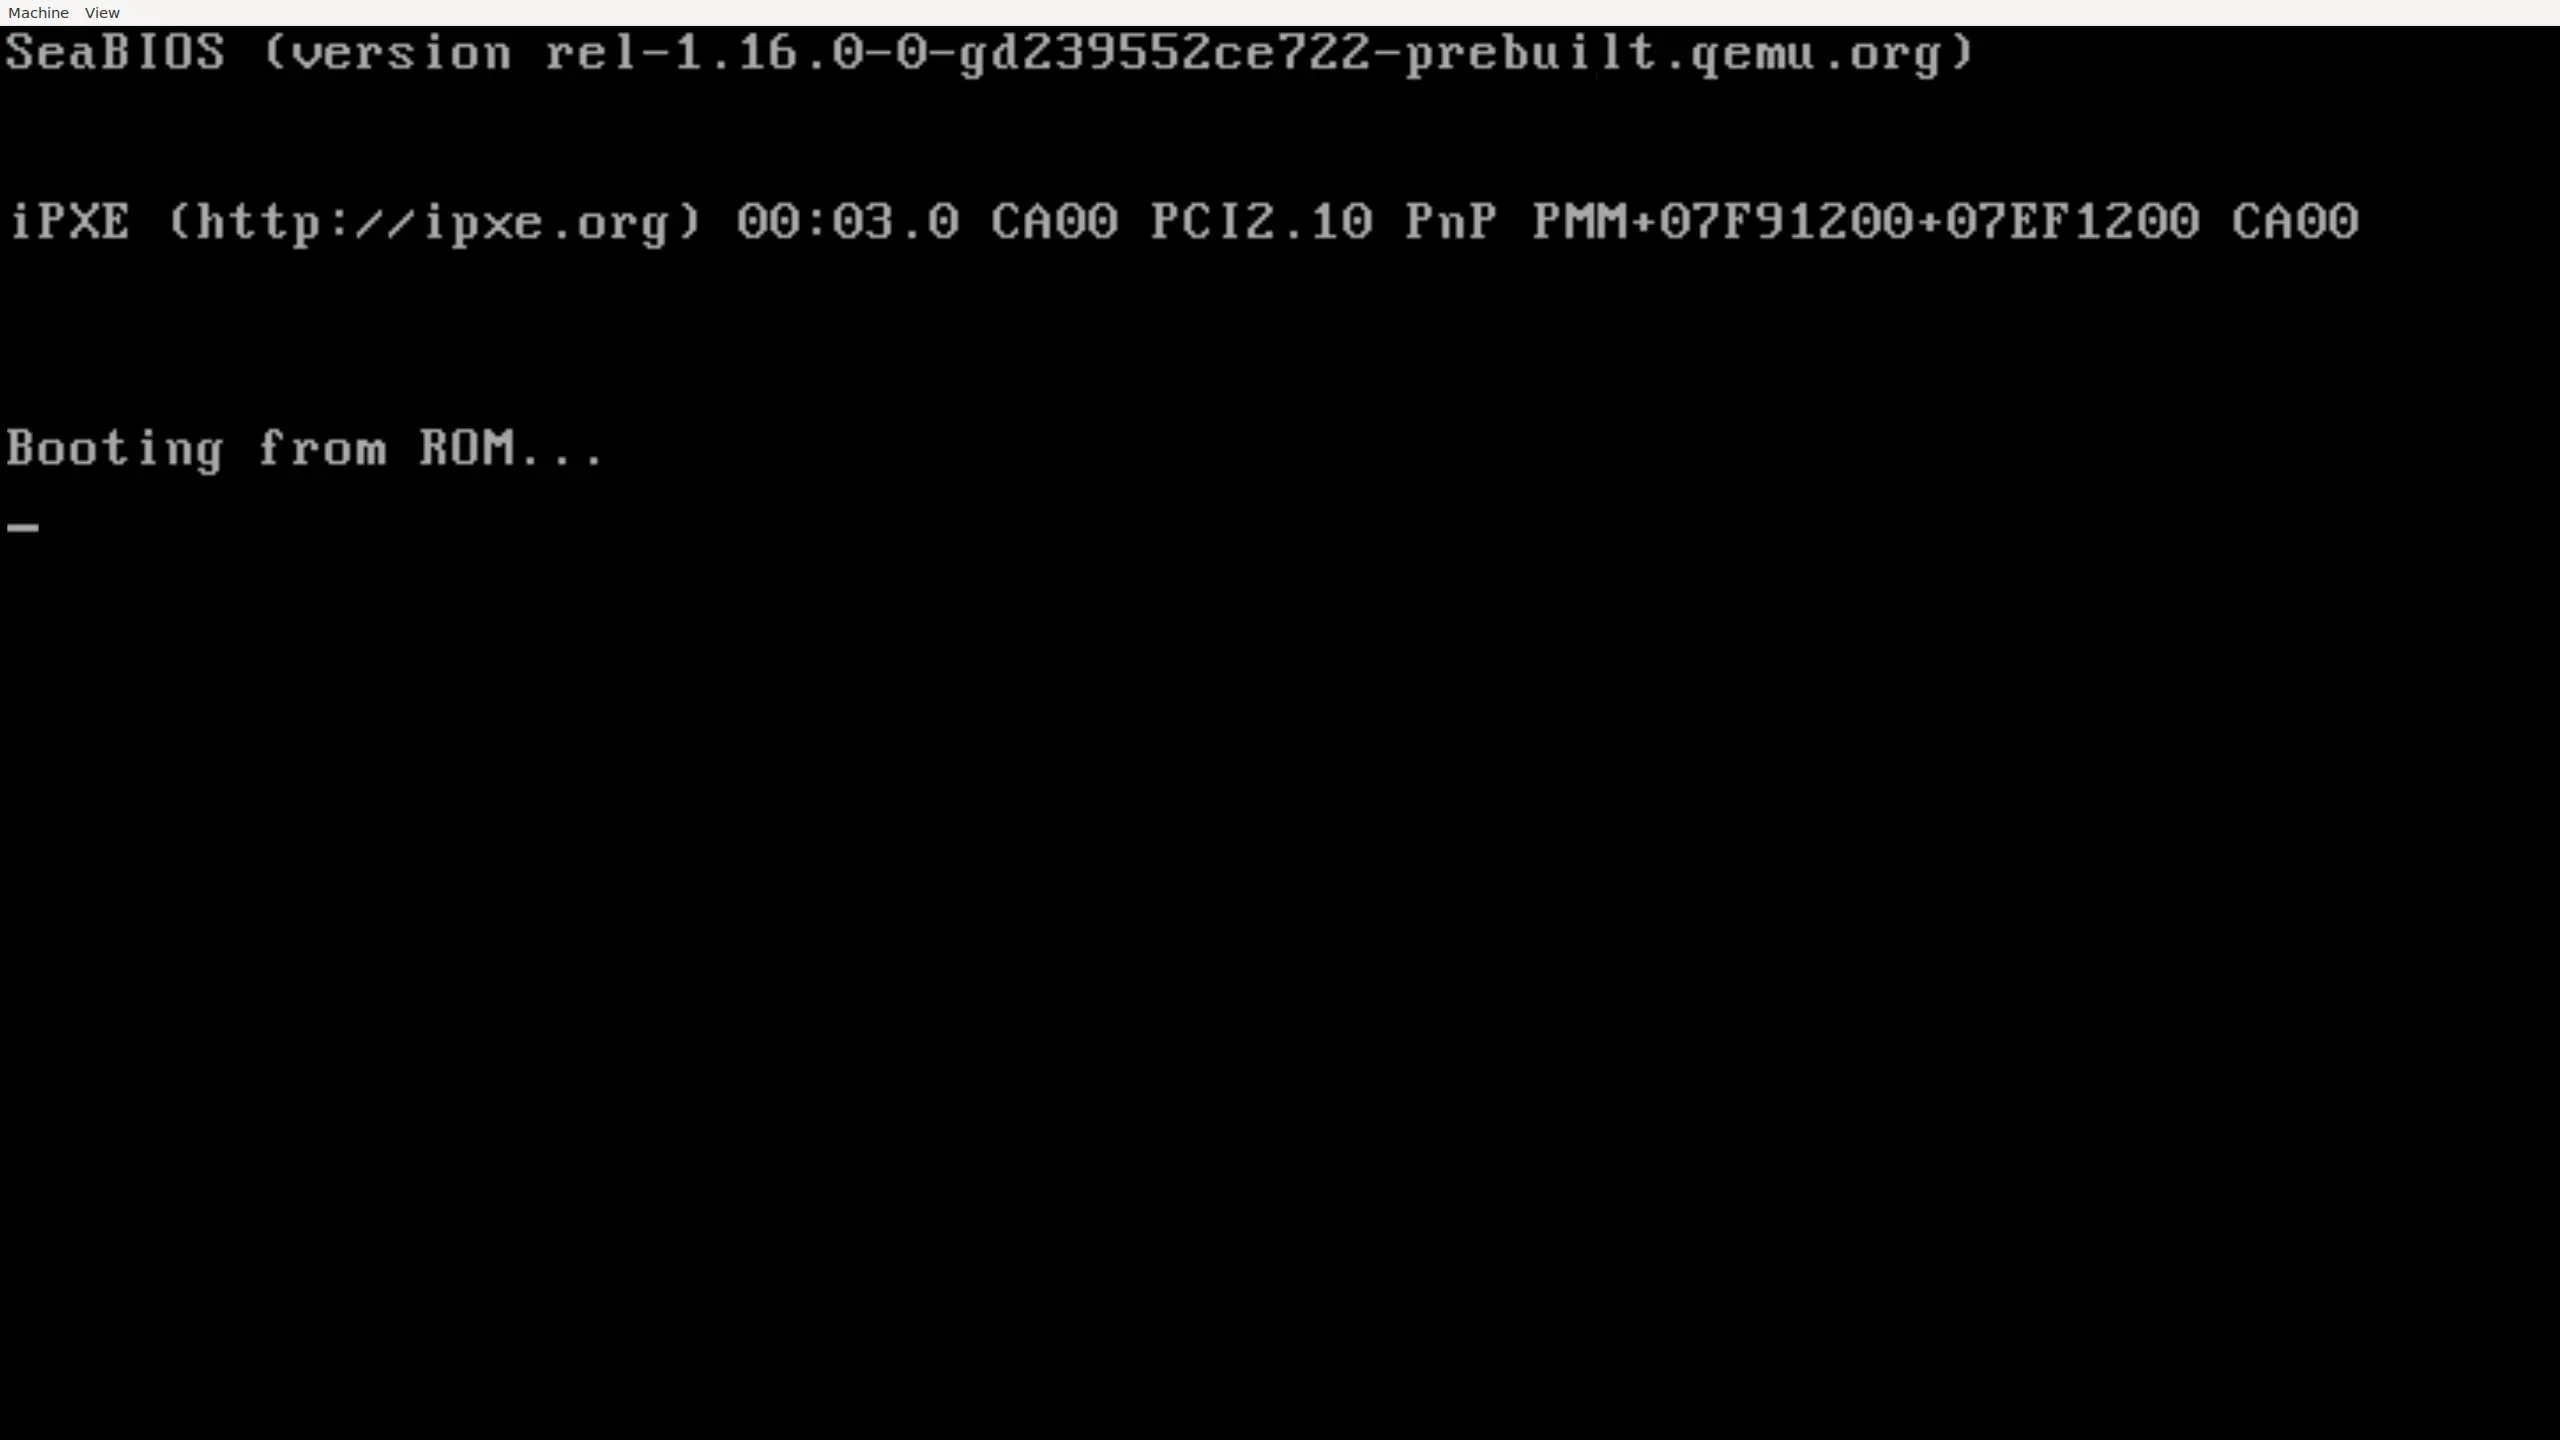 Machine View
SeaBIOS (version rel-1.16.0-0-gd239552ce722-prebuilt.qemu.org)
iPXE (http://ipxe.org) 00:03.0 CA00 PCI2.10 PnP PMM+07F91200+07EF1200 CA00
Booting from ROM...